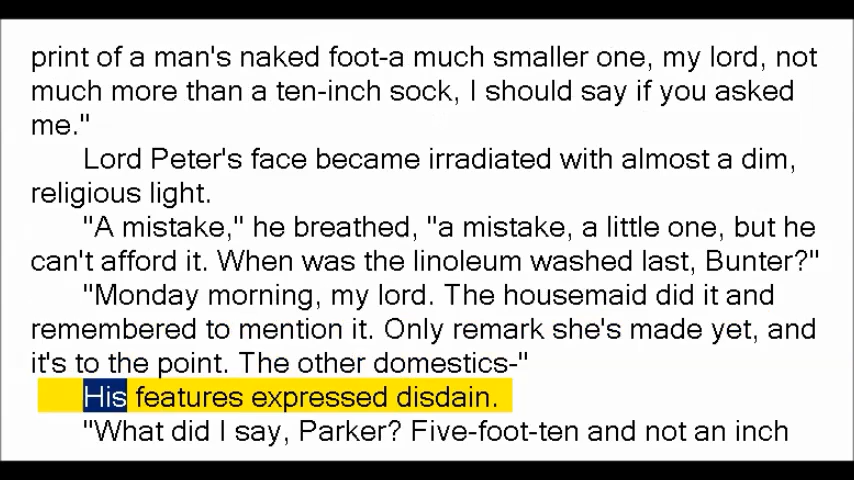 print of a man's naked foot-a much smaller one, my lord, not
much more than a ten-inch sock, I should say if you asked
me."
Lord Peter's face became irradiated with almost a dim,
religious light.
"A mistake," he breathed, "a mistake, a little one, but he
can't afford it. When was the linoleum washed last, Bunter?"
"Monday morning, my lord. The housemaid did it and
remembered to mention it. Only remark she's made yet, and
it's to the point. The other domestics-"
His features expressed disdain.
"What did I say, Parker? Five-foot-ten and not an inch